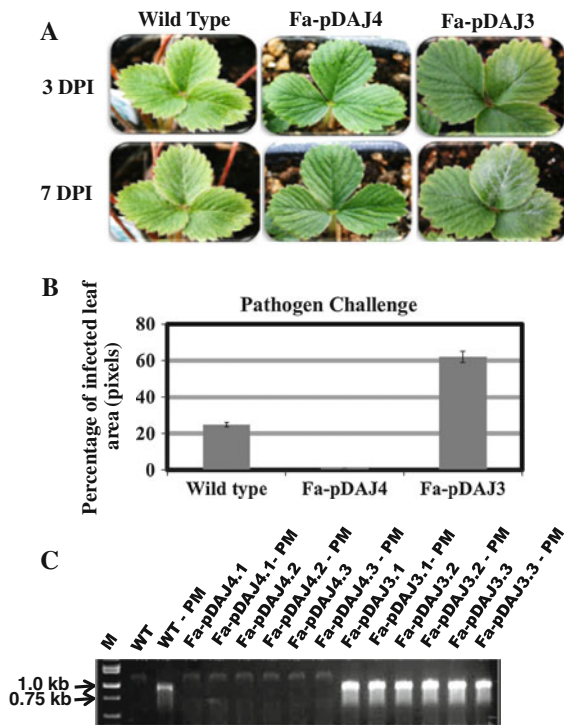 A
Wild Type Fa-pDAJ4 Fa-pDAJ3
3 DPI
7 DPI
B
Pathogen Challenge
Percentage of infected leaf
area (pixels)
80
60
40
20
0
Wild type Fa-pDAJ4 Fa-pDAJ3
C
M
WT
WT - PM
Fa-pDAJ4.1
Fa-pDAJ4.1- PM
Fa-pDAJ4.2
Fa-pDAJ4.2 - PM
Fa-pDAJ4.3
Fa-pDAJ4.3 - PM
Fa-pDAJ3.1
Fa-pDAJ3.1- PM
Fa-pDAJ3.2
Fa-pDAJ3.2 - PM
Fa-pDAJ3.3
Fa-pDAJ3.3 - PM
1.0 kb
0.75 kb